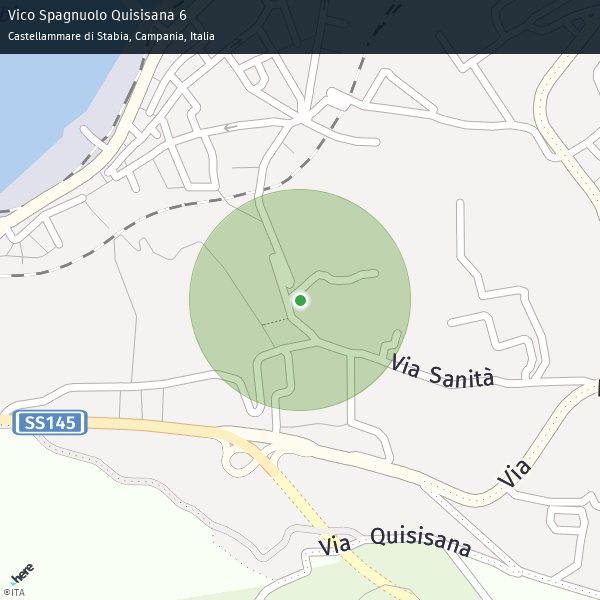 Vico Spagnuolo Quisisana 6
Castellammare di Stabia, Campania, Italia
Via Sanità
SS145
Via
Via Quisisana
here
©ITA